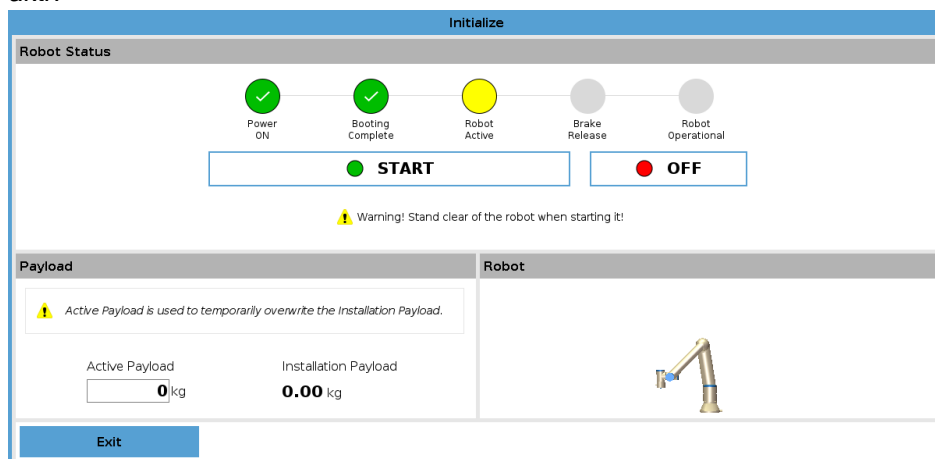 Initialize
Robot Status
Power
ON
Booting
Complete
Robot
Active
Brake
Release
Robot
Operational
START
OFF
Warning! Stand clear of the robot when starting it!
Payload
Robot
Active Payload is used to temporarily overwrite the Installation Payload.
Active Payload
Installation Payload
0 kg
0.00 kg
Exit